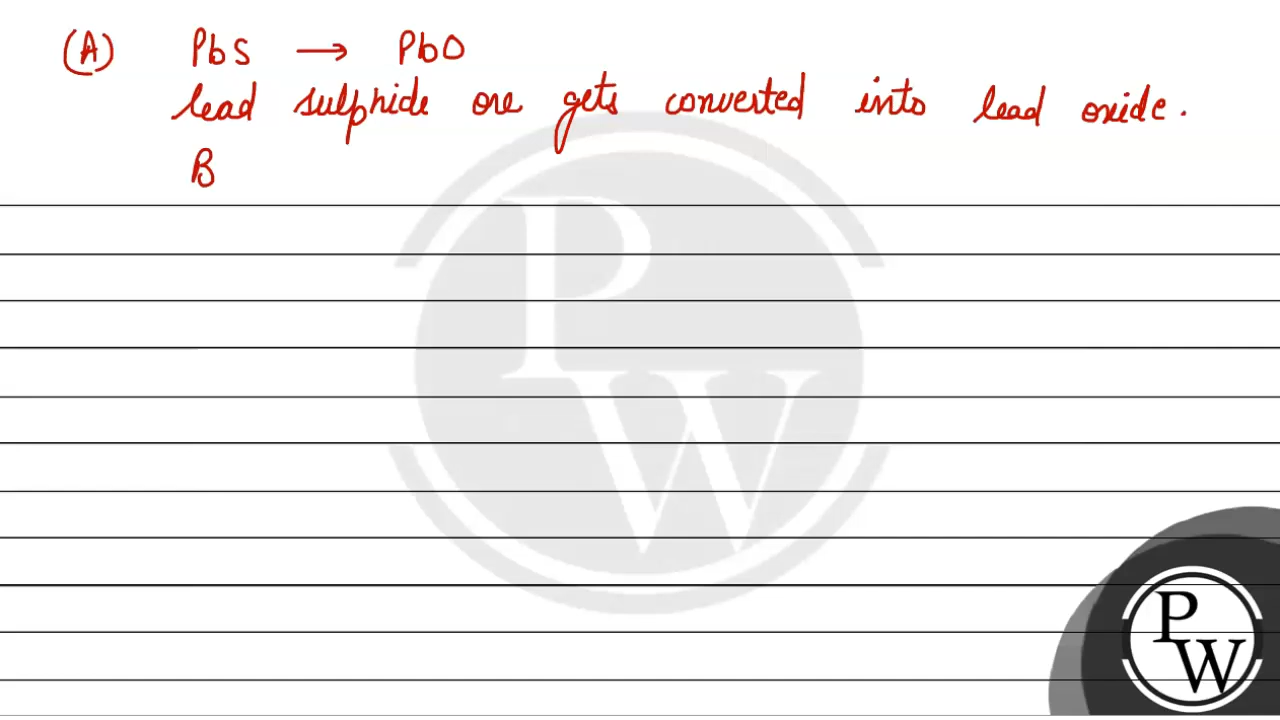 (A) PbS → PbO
lead sulphide ore gets converted into lead oxide.
B
P
W
P
W